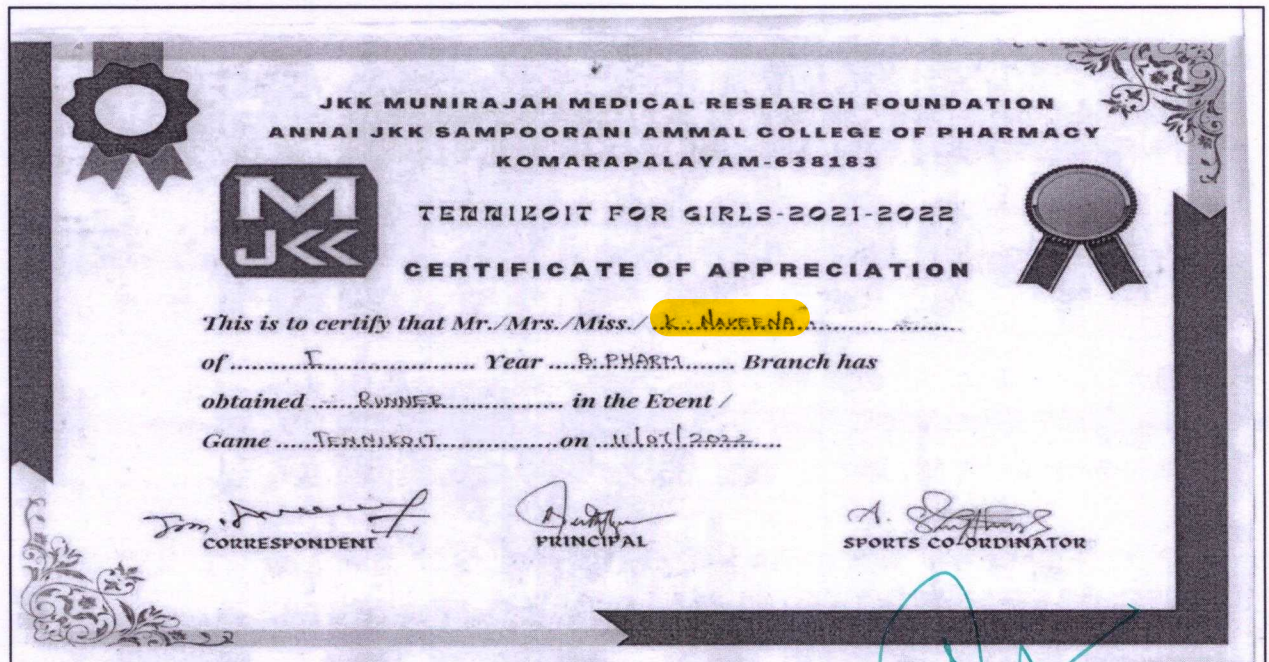 JKK MUNIRAJAH MEDICAL RESEARCH FOUNDATION
ANNAI JKK SAMPOORANI AMMAL COLLEGE OF PHARMACY
KOMARAPALAYAM-638183
M
JKK
TENNIKOIT FOR GIRLS-2021-2022
CERTIFICATE OF APPRECIATION
This is to certify that Mr./Mrs./Miss./ K. NAVEENA
of I Year B.PHARM Branch has
obtained RUNNER in the Event /
Game TENNIKOIT on 11/07/2022
CORRESPONDENT PRINCIPAL SPORTS CO-ORDINATOR